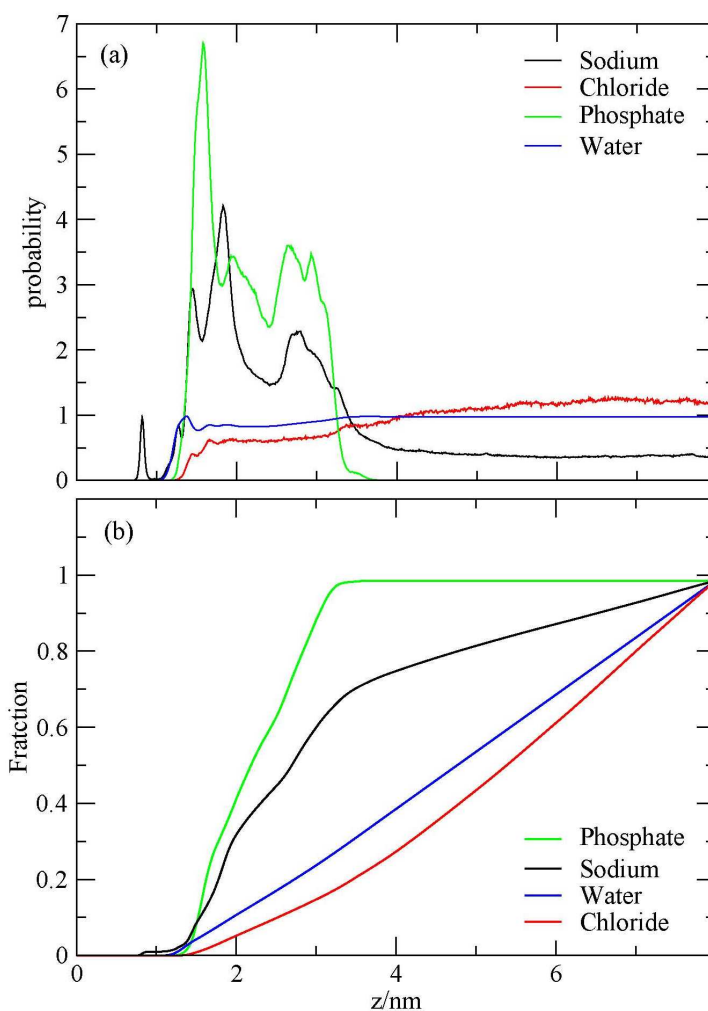 7
(a)
Sodium
Chloride
Phosphate
Water
6
5
4
3
2
1
0
probability
(b)
1
0.8
0.6
0.4
0.2
0
Fratction
Phosphate
Sodium
Water
Chloride
0 2 4 6
z/nm